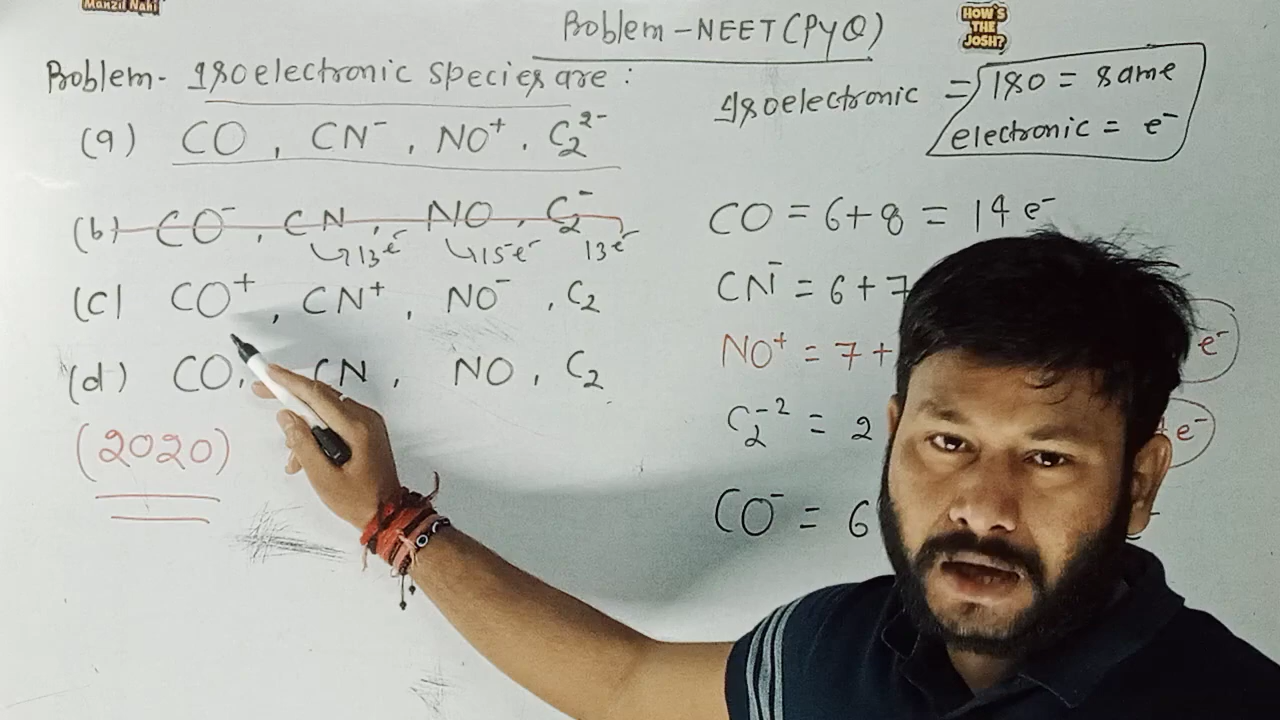 Manzil Nahi
Problem-NEET(PYQ)
HOW'S
THE
JOSH?
Problem- Isoelectronic species are :
(a) CO , CN⁻ , NO⁺ , C₂²⁻
(b) CO⁻ , CN , NO , C₂⁻
↳13e⁻ ↳15e⁻ 13e⁻
(c) CO⁺ , CN⁺ , NO⁻ , C₂
(d) CO, CN , NO , C₂
(2020)
Isoelectronic = ISO = same
electronic = e⁻
CO = 6+8 = 14 e⁻
CN⁻ = 6+7
NO⁺ = 7+ e⁻
C₂⁻² = 2 e⁻
CO⁻ = 6